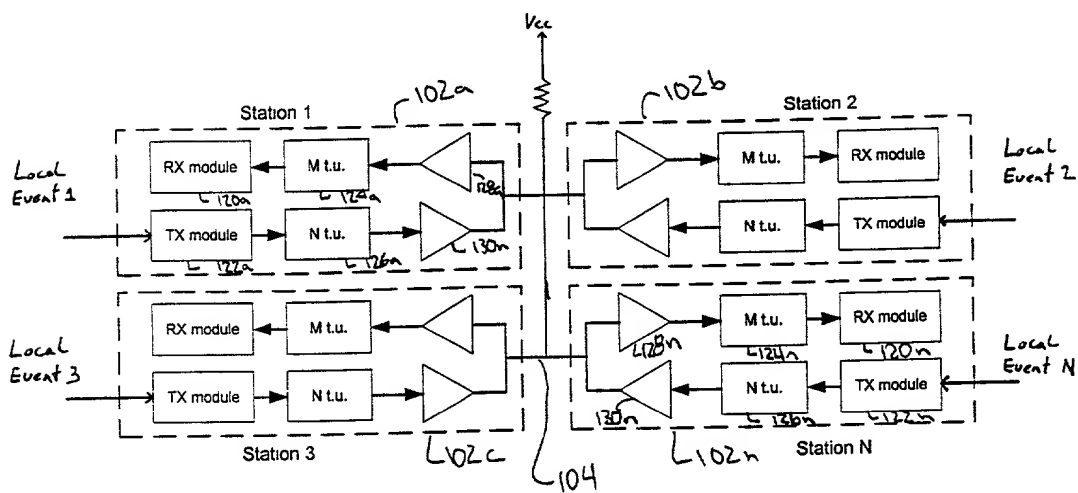 Vcc
102a
102b
Station 1
Station 2
Local
Event 1
RX module
120a
M t.u.
124a
128a
M t.u.
RX module
Local
Event 2
TX module
122a
N t.u.
126a
130n
N t.u.
TX module
Local
Event 3
RX module
M t.u.
128n
M t.u.
124n
RX module
120n
Local
Event N
TX module
N t.u.
130n
N t.u.
136n
TX module
122n
Station 3
102c
104
102n
Station N